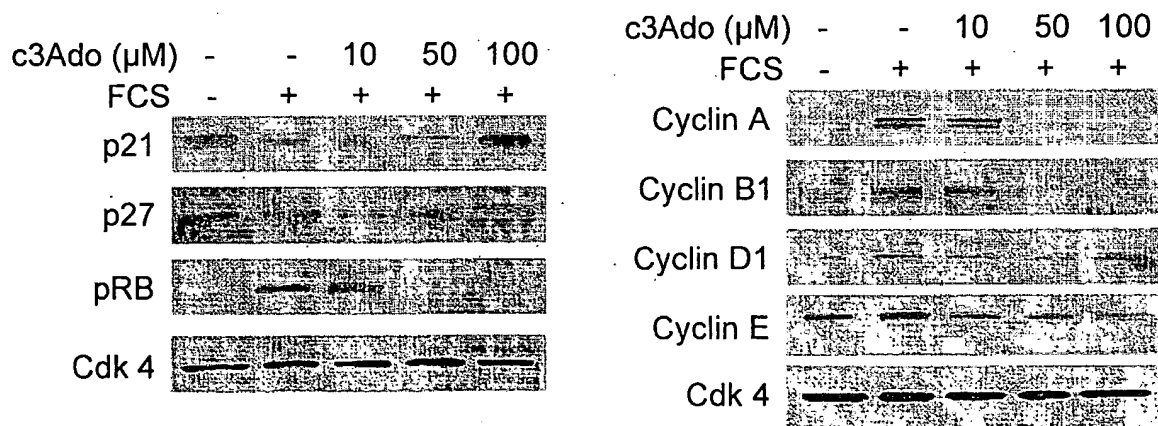 c3Ado (µM) - - 10 50 100
FCS - + + + +
p21
p27
pRB
Cdk 4
c3Ado (µM) - - 10 50 100
FCS - + + + +
Cyclin A
Cyclin B1
Cyclin D1
Cyclin E
Cdk 4